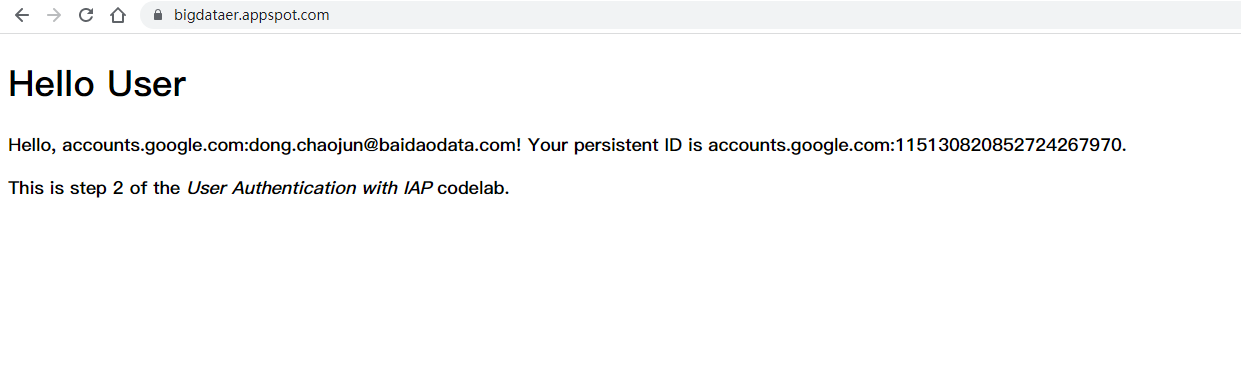 bigdataer.appspot.com
Hello User
Hello, accounts.google.com:dong.chaojun@baidaodata.com! Your persistent ID is accounts.google.com:115130820852724267970.
This is step 2 of the User Authentication with IAP codelab.